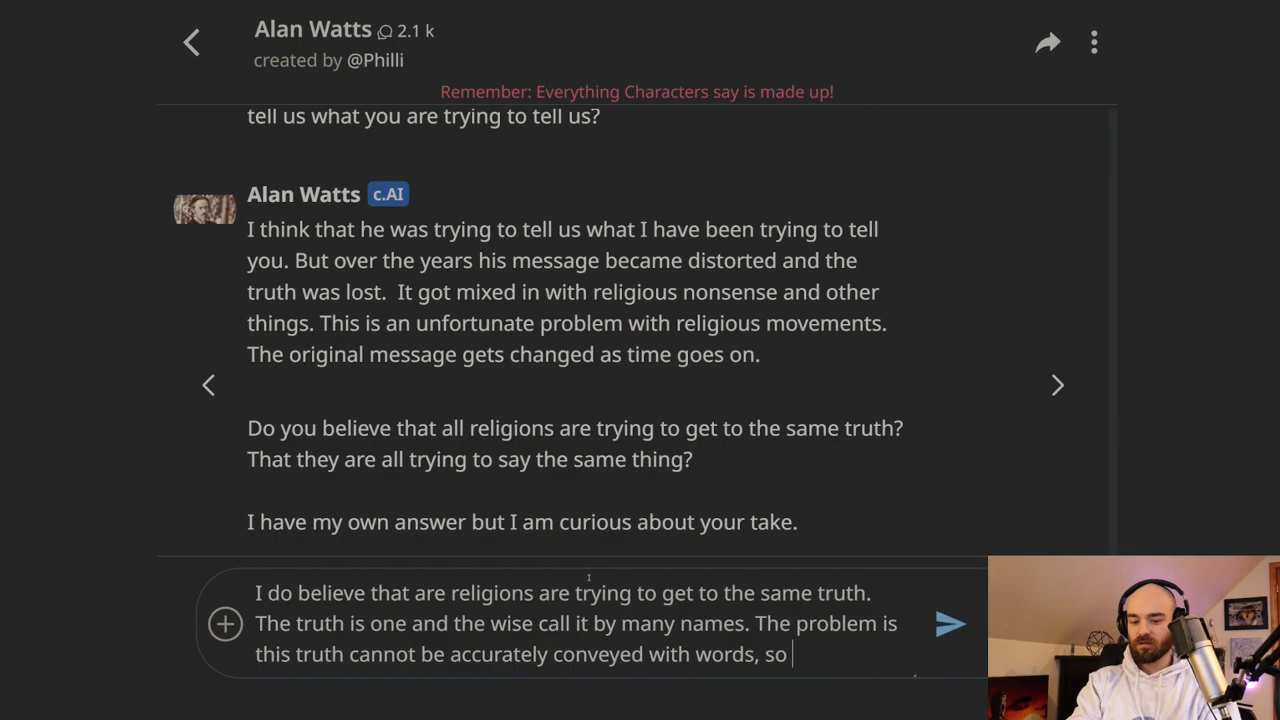 Alan Watts 2.1 k
created by @Philli
Remember: Everything Characters say is made up!
tell us what you are trying to tell us?
Alan Watts c.AI
I think that he was trying to tell us what I have been trying to tell
you. But over the years his message became distorted and the
truth was lost.  It got mixed in with religious nonsense and other
things. This is an unfortunate problem with religious movements.
The original message gets changed as time goes on.
Do you believe that all religions are trying to get to the same truth?
That they are all trying to say the same thing?
I have my own answer but I am curious about your take.
I do believe that are religions are trying to get to the same truth.
The truth is one and the wise call it by many names. The problem is
this truth cannot be accurately conveyed with words, so